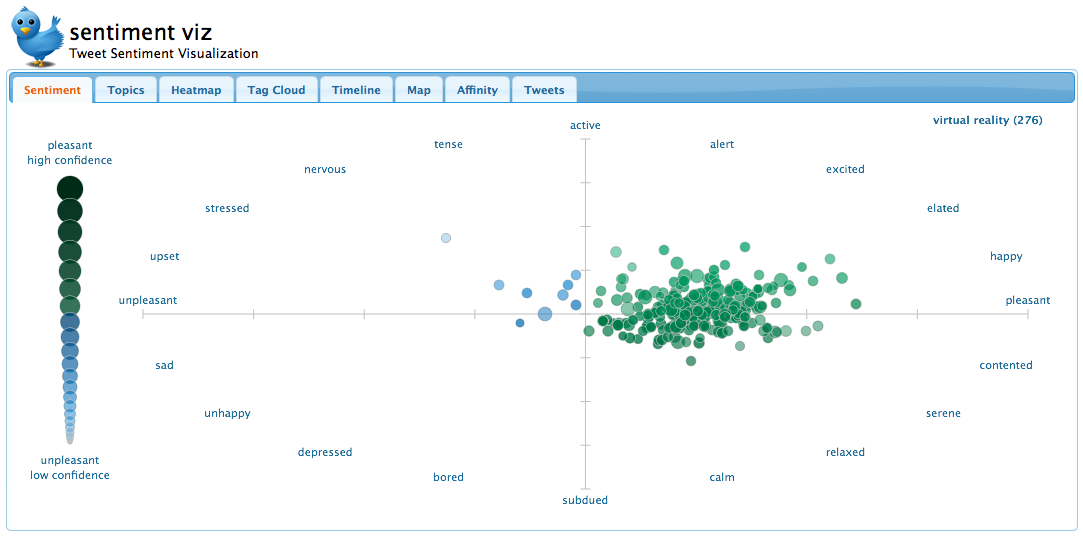 sentiment viz
Tweet Sentiment Visualization
Sentiment Topics Heatmap Tag Cloud Timeline Map Affinity Tweets
virtual reality (276)
pleasant
high confidence
unpleasant
low confidence
active
tense
alert
nervous
excited
stressed
elated
upset
happy
unpleasant
pleasant
sad
contented
unhappy
serene
depressed
relaxed
bored
calm
subdued